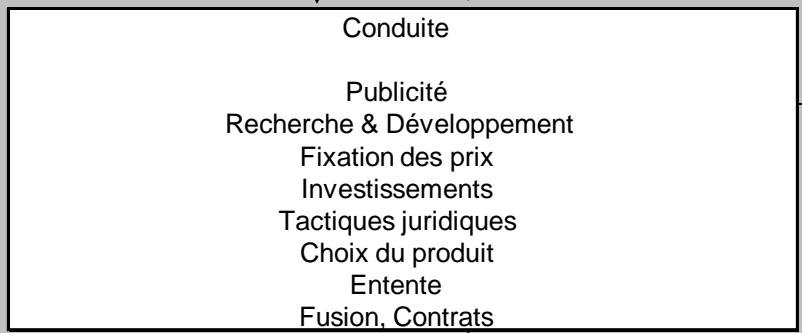 Conduite
Publicité
Recherche & Développement
Fixation des prix
Investissements
Tactiques juridiques
Choix du produit
Entente
Fusion, Contrats